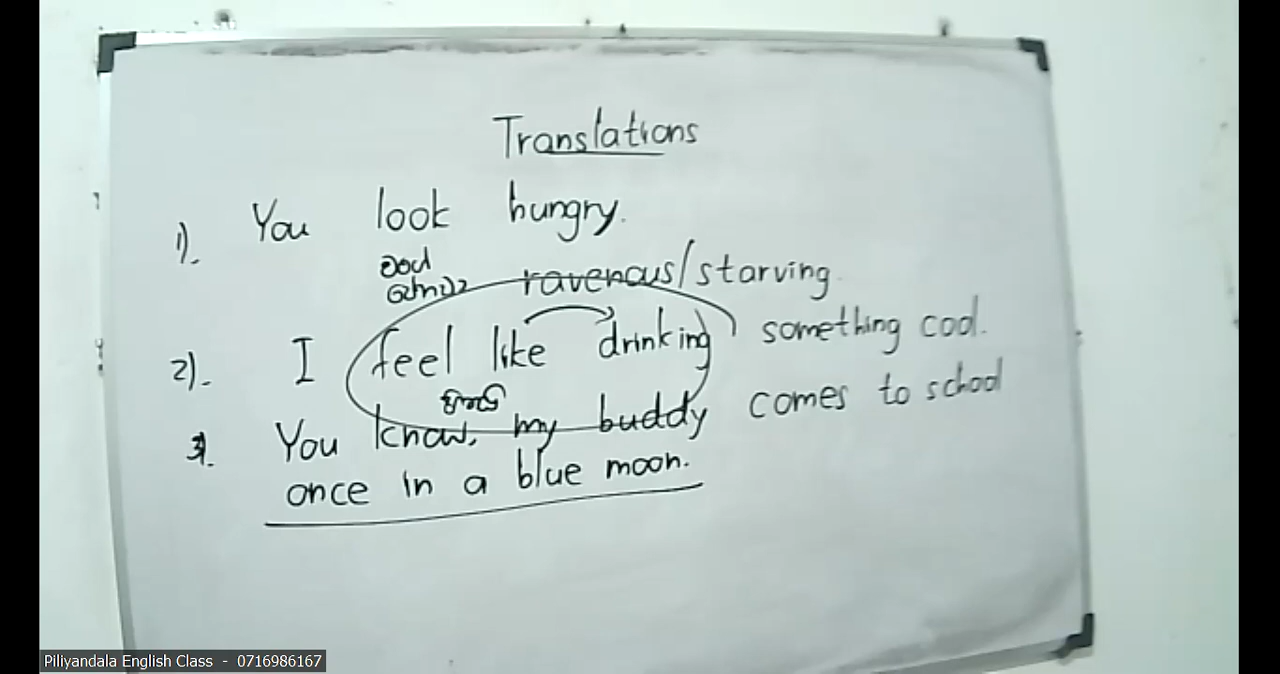 Translations
1). You look hungry.
ravenous/starving.
2). I feel like drinking something cool.
හිතෙනවා
3. You know, my buddy comes to school
once in a blue moon.
Piliyandala English Class - 0716986167